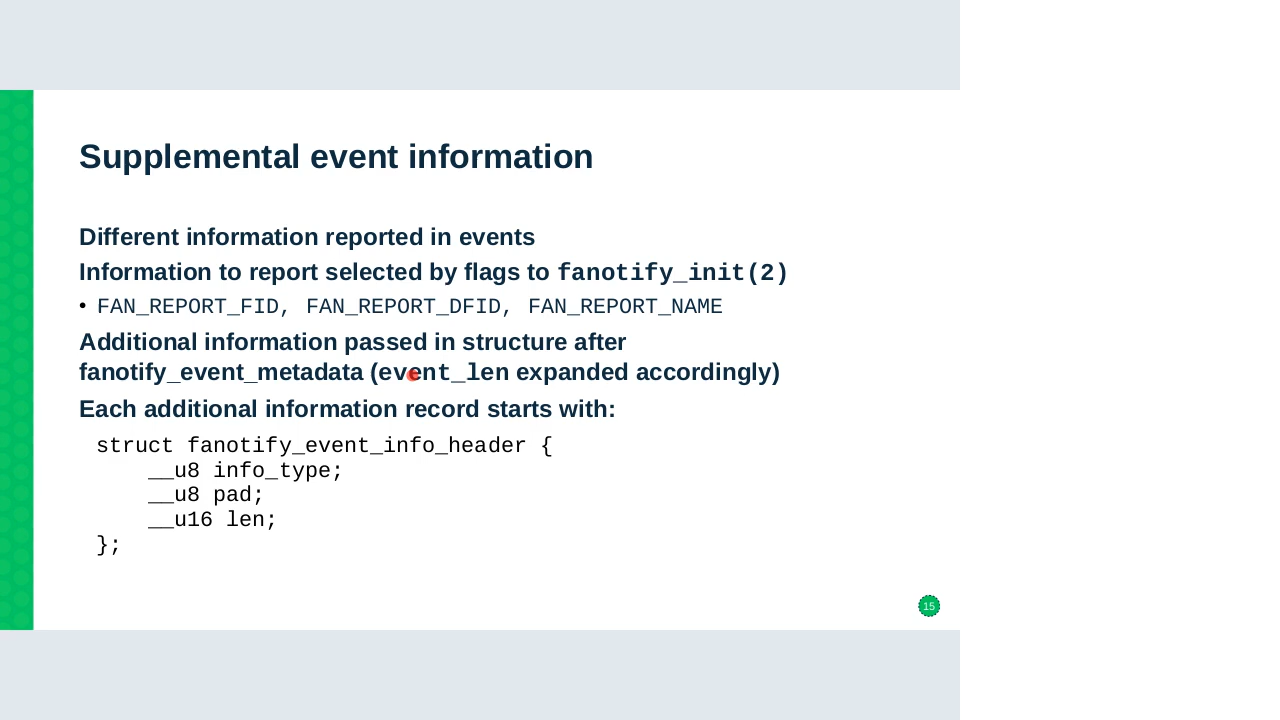 Supplemental event information
Different information reported in events
Information to report selected by flags to fanotify_init(2)
• FAN_REPORT_FID, FAN_REPORT_DFID, FAN_REPORT_NAME
Additional information passed in structure after
fanotify_event_metadata (event_len expanded accordingly)
Each additional information record starts with:
struct fanotify_event_info_header {
    __u8 info_type;
    __u8 pad;
    __u16 len;
};
15